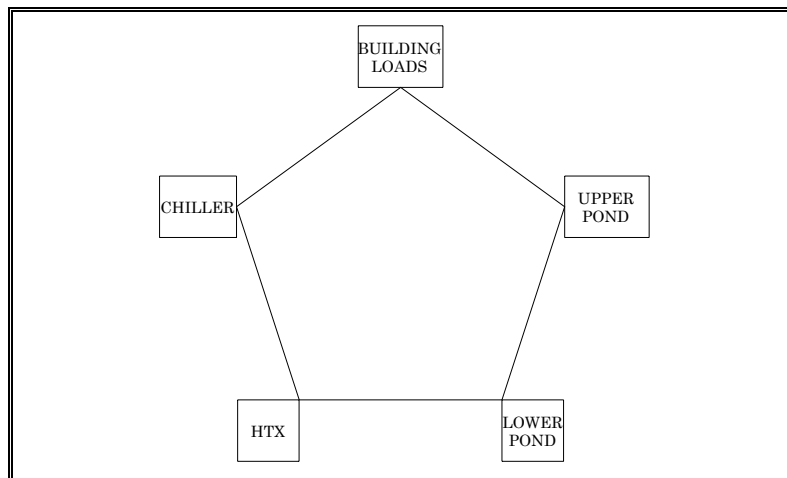 BUILDING
LOADS
CHILLER
UPPER
POND
HTX
LOWER
POND